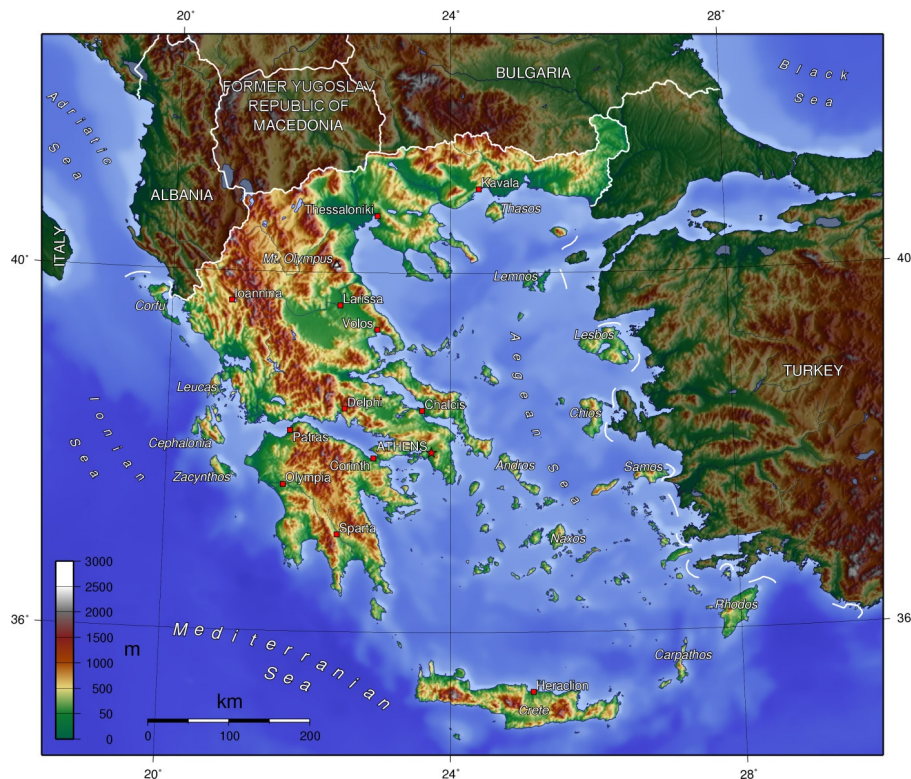 20°
24°
28°
BULGARIA
Black
Sea
FORMER YUGOSLAV
REPUBLIC OF
MACEDONIA
Adriatic
Sea
ALBANIA
Kavala
Thessaloniki
Thasos
ITALY
40°
40°
Mt. Olympus
Lemnos
Ioannina
Larissa
Corfu
Volos
Aegean
Sea
Lesbos
TURKEY
Leucas
Ionian
Sea
Delphi
Chalcis
Chios
Patras
Cephalonia
ATHENS
Corinth
Andros
Samos
Zacynthos
Olympia
Sparta
Naxos
3000
2500
2000
1500
1000
500
50
0
m
Rhodos
36°
36°
Mediterranean
Sea
Carpathos
Heraclion
Crete
km
0
100
200
20°
24°
28°